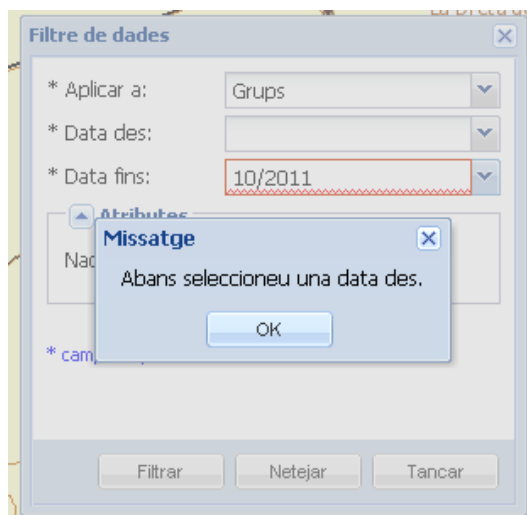 Filtre de dades
* Aplicar a: Grups
* Data des:
* Data fins: 10/2011
Atributes
Missatge
Abans seleccioneu una data des.
OK
Filtrar Netejar Tancar